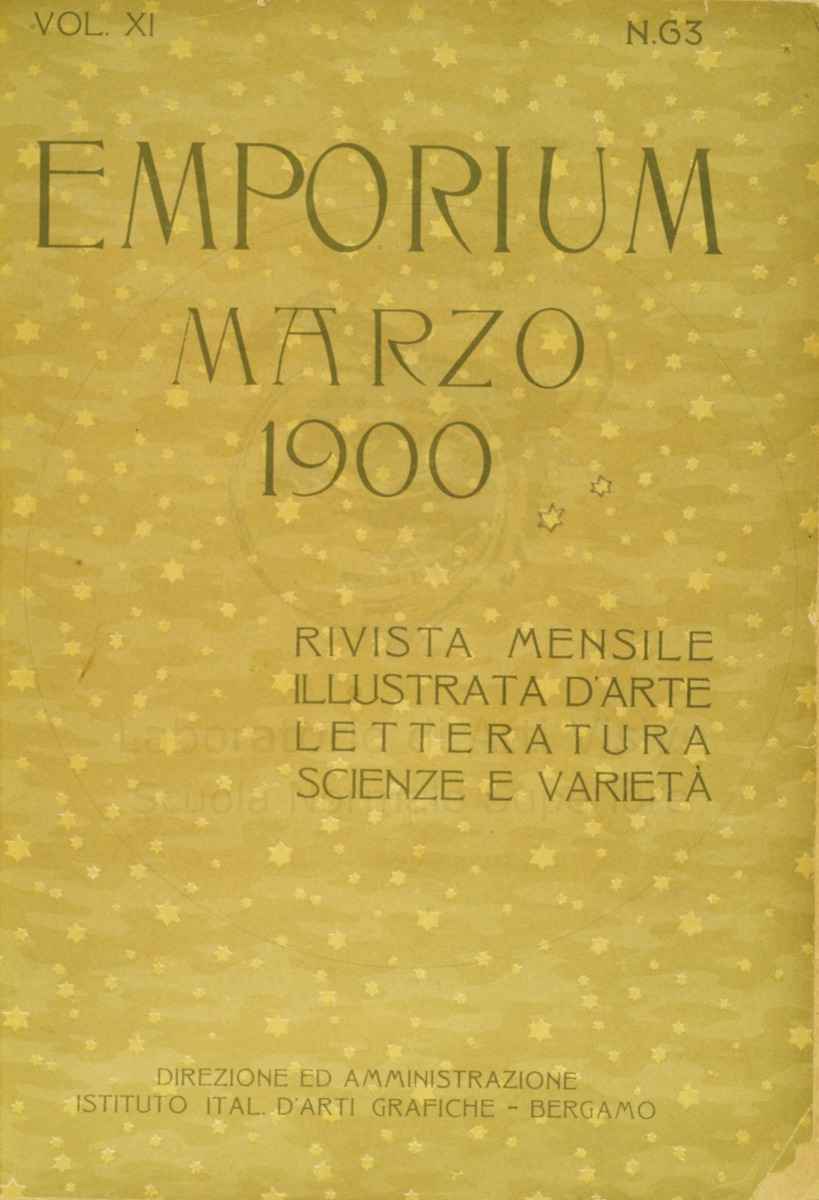 VOL. XI
N.63
EMPORIUM
MARZO
1900
RIVISTA MENSILE
ILLUSTRATA D'ARTE
LETTERATURA
SCIENZE E VARIETÀ
DIREZIONE ED AMMINISTRAZIONE
ISTITUTO ITAL. D'ARTI GRAFICHE - BERGAMO